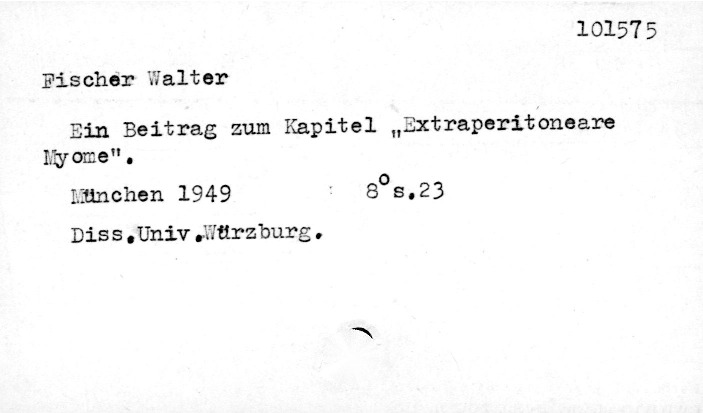 101575
Fischer Walter
Ein Beitrag zum Kapitel „Extraperitoneare
Myome".
München 1949 : 8° s.23
Diss.Univ.Würzburg.